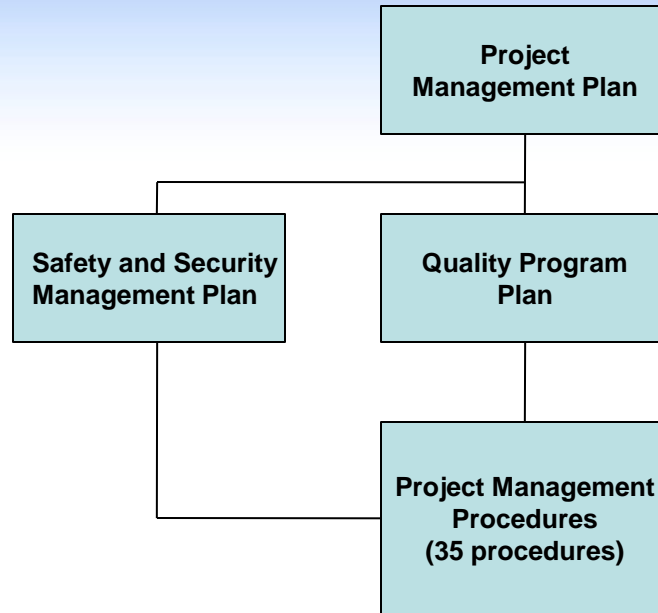 Project
Management Plan
Safety and Security
Management Plan
Quality Program
Plan
Project Management
Procedures
(35 procedures)